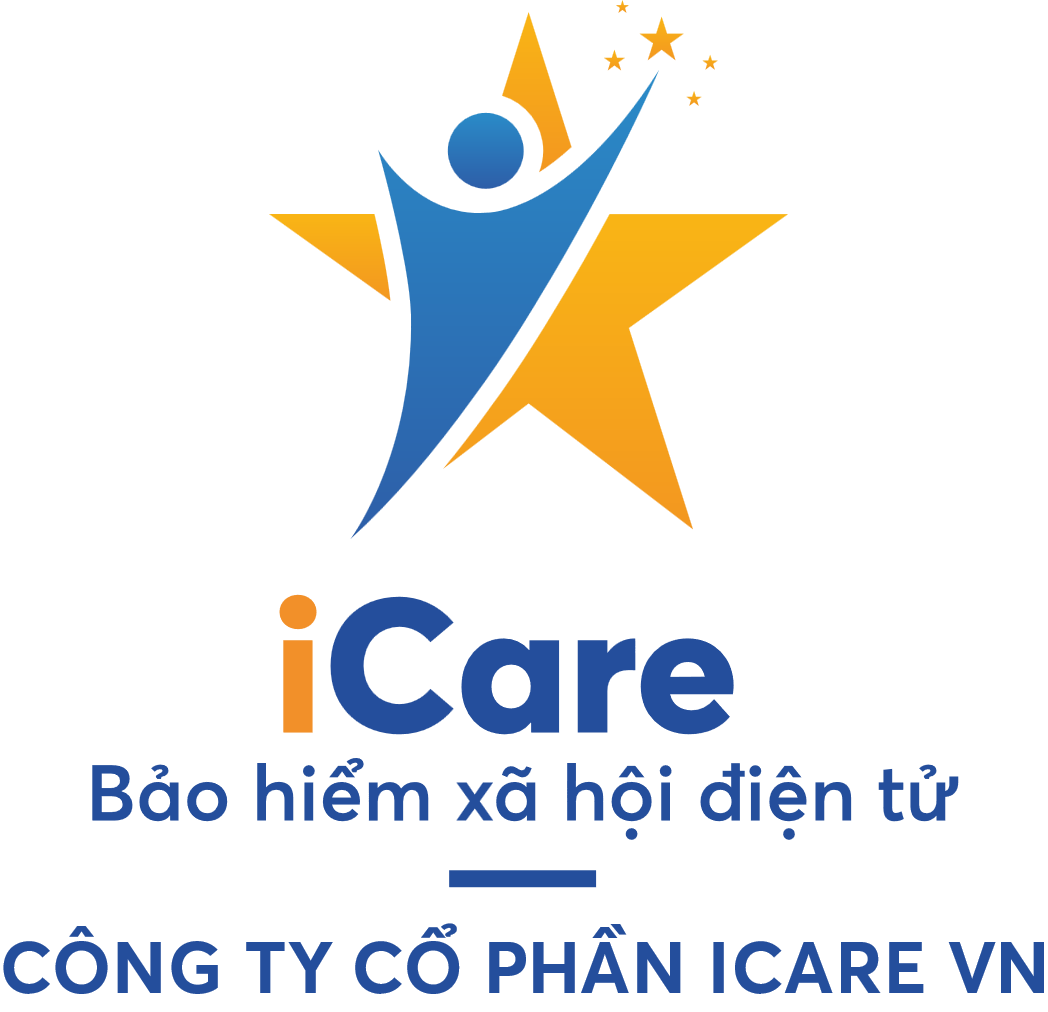 iCare
Bảo hiểm xã hội điện tử
CÔNG TY CỔ PHẦN ICARE VN